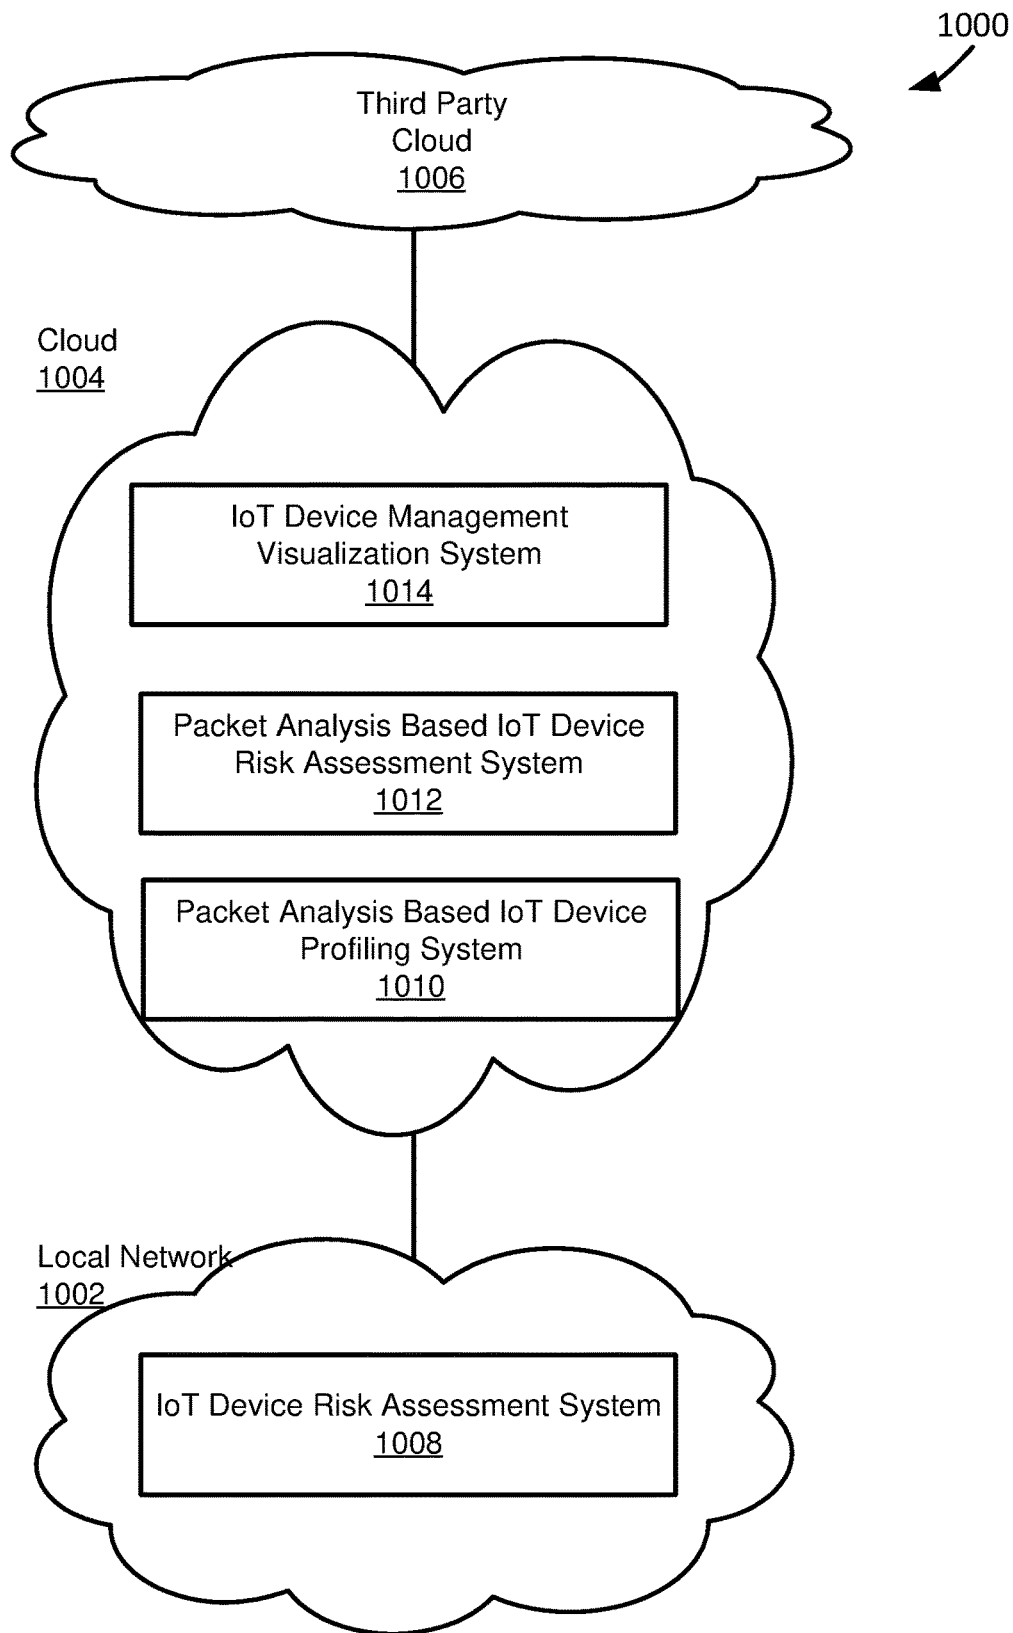 1000
Third Party
Cloud
1006
Cloud
1004
IoT Device Management
Visualization System
1014
Packet Analysis Based IoT Device
Risk Assessment System
1012
Packet Analysis Based IoT Device
Profiling System
1010
Local Network
1002
IoT Device Risk Assessment System
1008